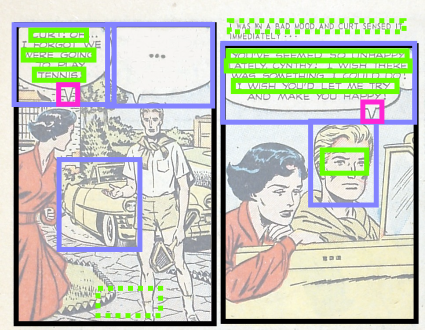 CURT, OF...
I FORGOT WE
WERE GOING
TO PLAY
TENNIS!
...
I WAS IN A BAD MOOD, AND CURT SENSED IT
IMMEDIATELY ...
YOU'VE SEEMED SO UNHAPPY
LATELY, CYNTHY! I WISH THERE
WAS SOMETHING I COULD DO!
I WISH YOU'D LET ME TRY
AND MAKE YOU HAPPY!